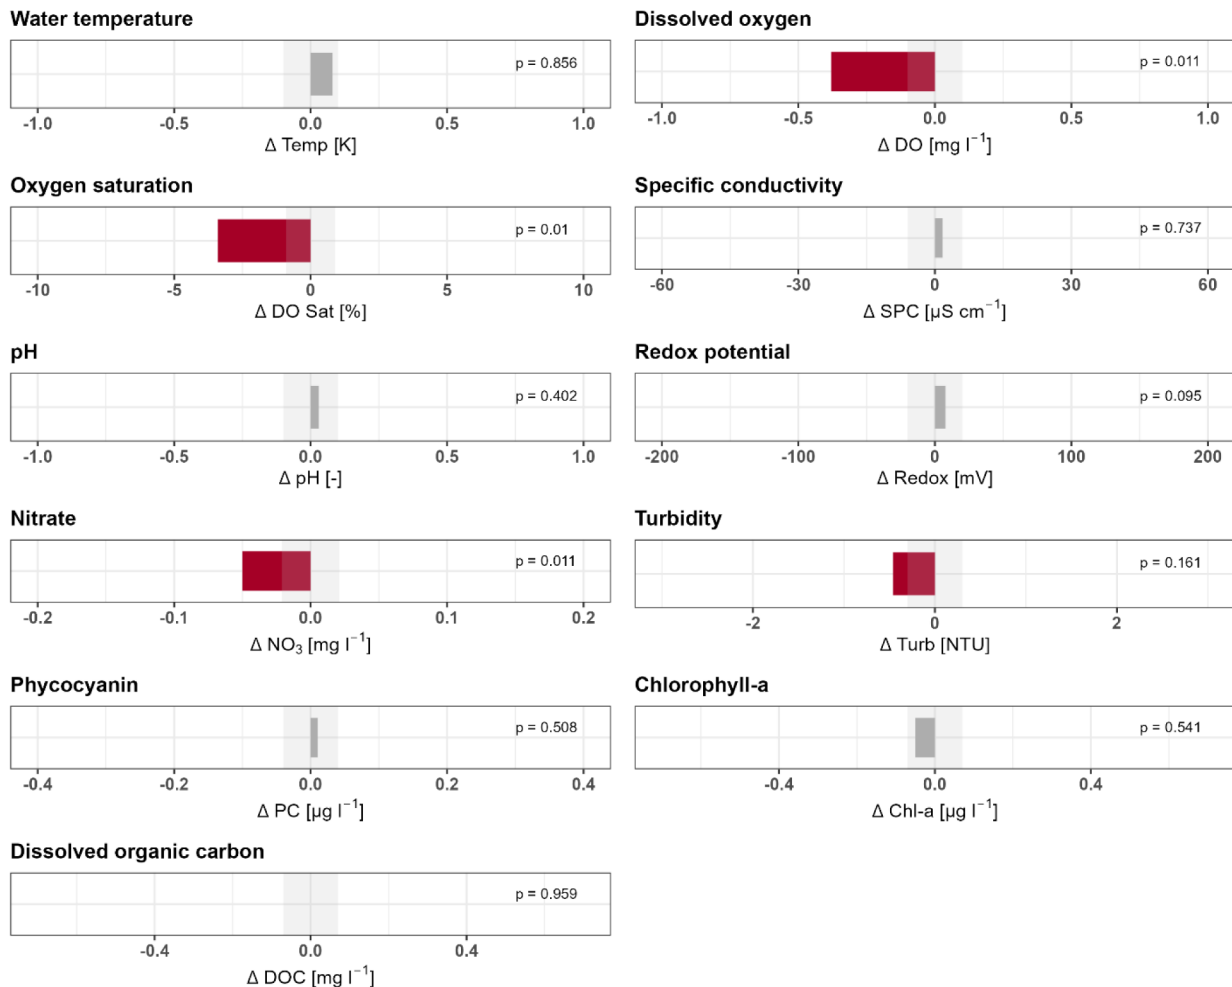 Water temperature
p = 0.856
-1.0 -0.5 0.0 0.5 1.0
Δ Temp [K]
Dissolved oxygen
p = 0.011
-1.0 -0.5 0.0 0.5 1.0
Δ DO [mg l⁻¹]
Oxygen saturation
p = 0.01
-10 -5 0 5 10
Δ DO Sat [%]
Specific conductivity
p = 0.737
-60 -30 0 30 60
Δ SPC [µS cm⁻¹]
pH
p = 0.402
-1.0 -0.5 0.0 0.5 1.0
Δ pH [-]
Redox potential
p = 0.095
-200 -100 0 100 200
Δ Redox [mV]
Nitrate
p = 0.011
-0.2 -0.1 0.0 0.1 0.2
Δ NO₃ [mg l⁻¹]
Turbidity
p = 0.161
-2 0 2
Δ Turb [NTU]
Phycocyanin
p = 0.508
-0.4 -0.2 0.0 0.2 0.4
Δ PC [µg l⁻¹]
Chlorophyll-a
p = 0.541
-0.4 0.0 0.4
Δ Chl-a [µg l⁻¹]
Dissolved organic carbon
p = 0.959
-0.4 0.0 0.4
Δ DOC [mg l⁻¹]